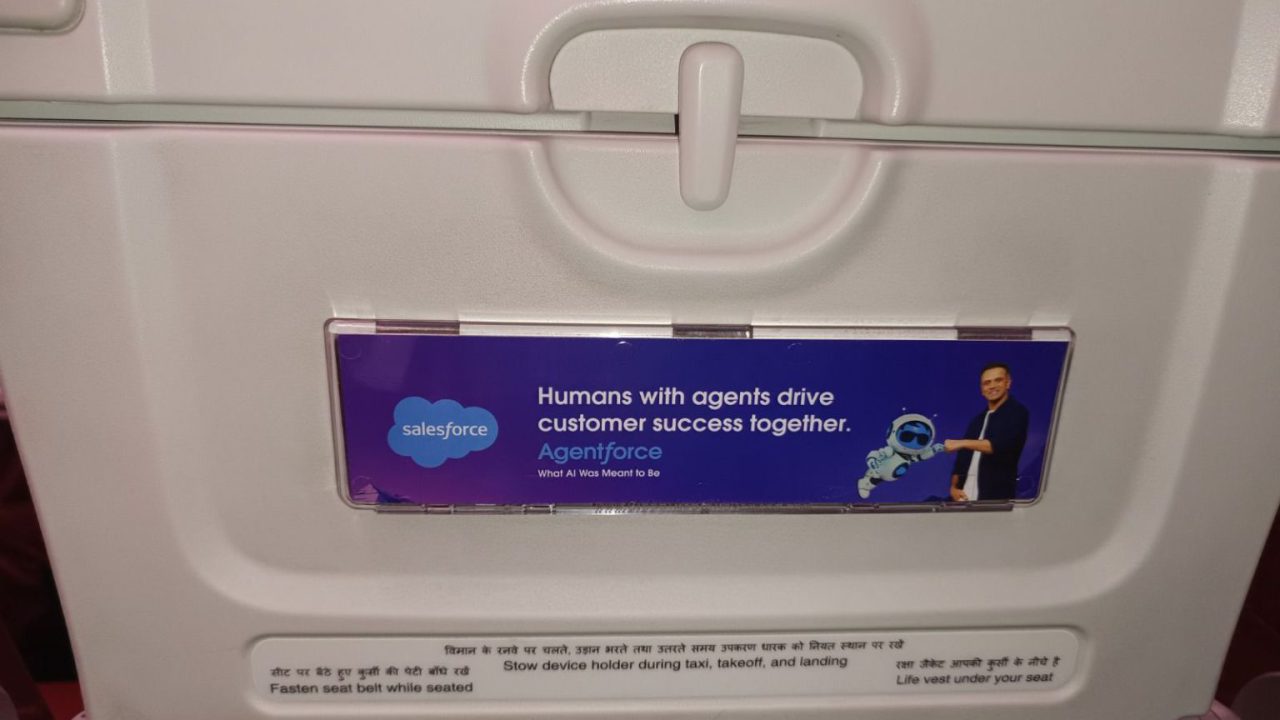 salesforce
Humans with agents drive
customer success together.
Agentforce
What AI Was Meant to Be
विमान के रनवे पर चलते, उड़ान भरते तथा उतरते समय उपकरण धारक को नियत स्थान पर रखें
Stow device holder during taxi, takeoff, and landing
सीट पर बैठे हुए कुर्सी की पेटी बाँधे रखें
Fasten seat belt while seated
रक्षा जैकेट आपकी कुर्सी के नीचे है
Life vest under your seat